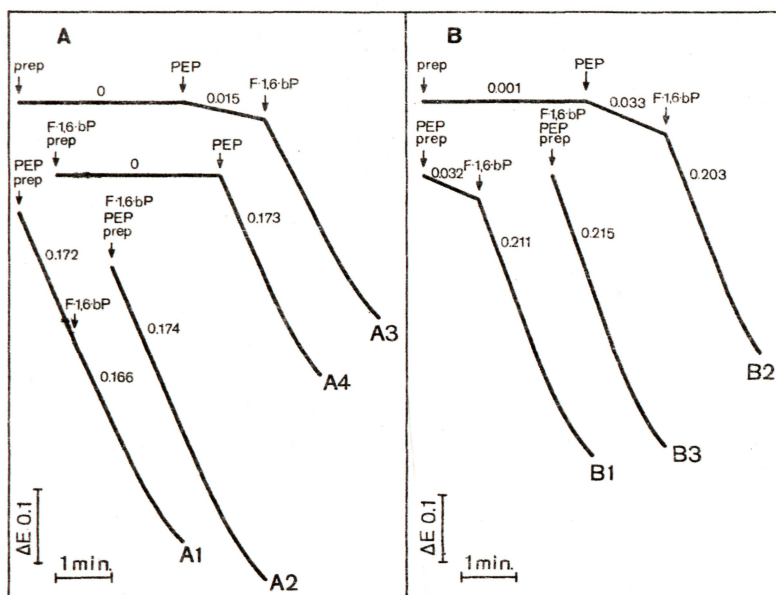 A
prep
0
PEP
0.015
F·1,6·bP
F·1,6·bP
prep
0
PEP
PEP
prep
0.172
F·1,6·bP
PEP
prep
0.173
F·1,6·bP
0.174
0.166
A3
A4
A1
A2
ΔE 0.1
1 min.
B
prep
0.001
PEP
0.033
F·1,6·bP
PEP
prep
0.032
F·1,6·bP
F·1,6·bP
PEP
prep
0.203
0.211
0.215
B2
B1
B3
ΔE 0.1
1 min.